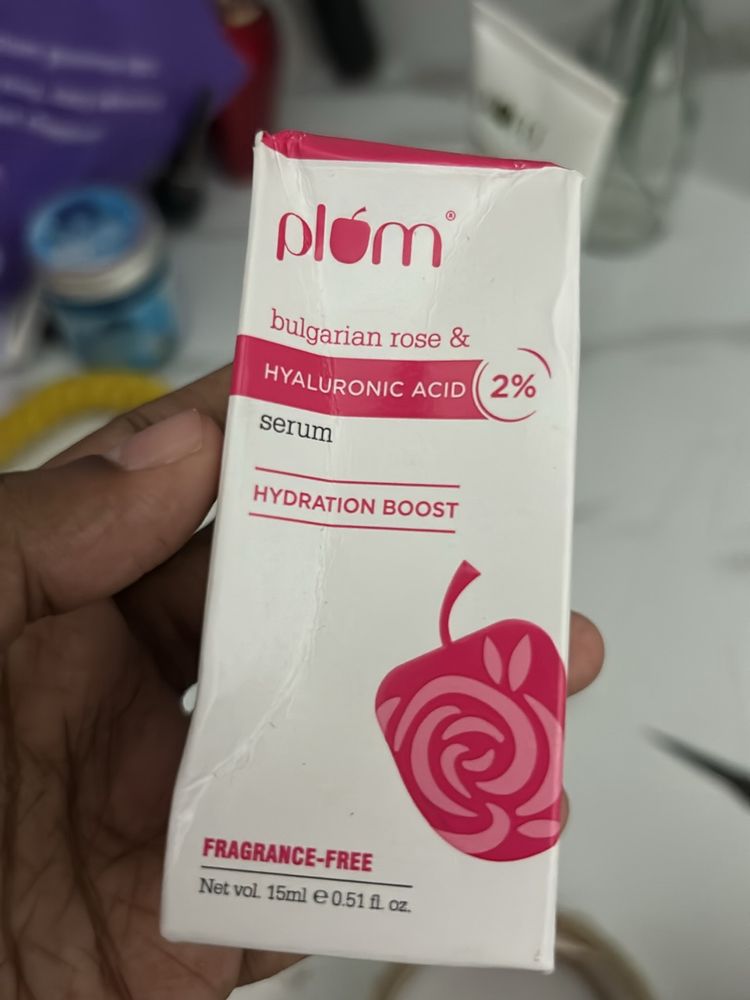 plum®
bulgarian rose &
HYALURONIC ACID 2%
serum
HYDRATION BOOST
FRAGRANCE-FREE
Net vol. 15ml ℮ 0.51 fl. oz.